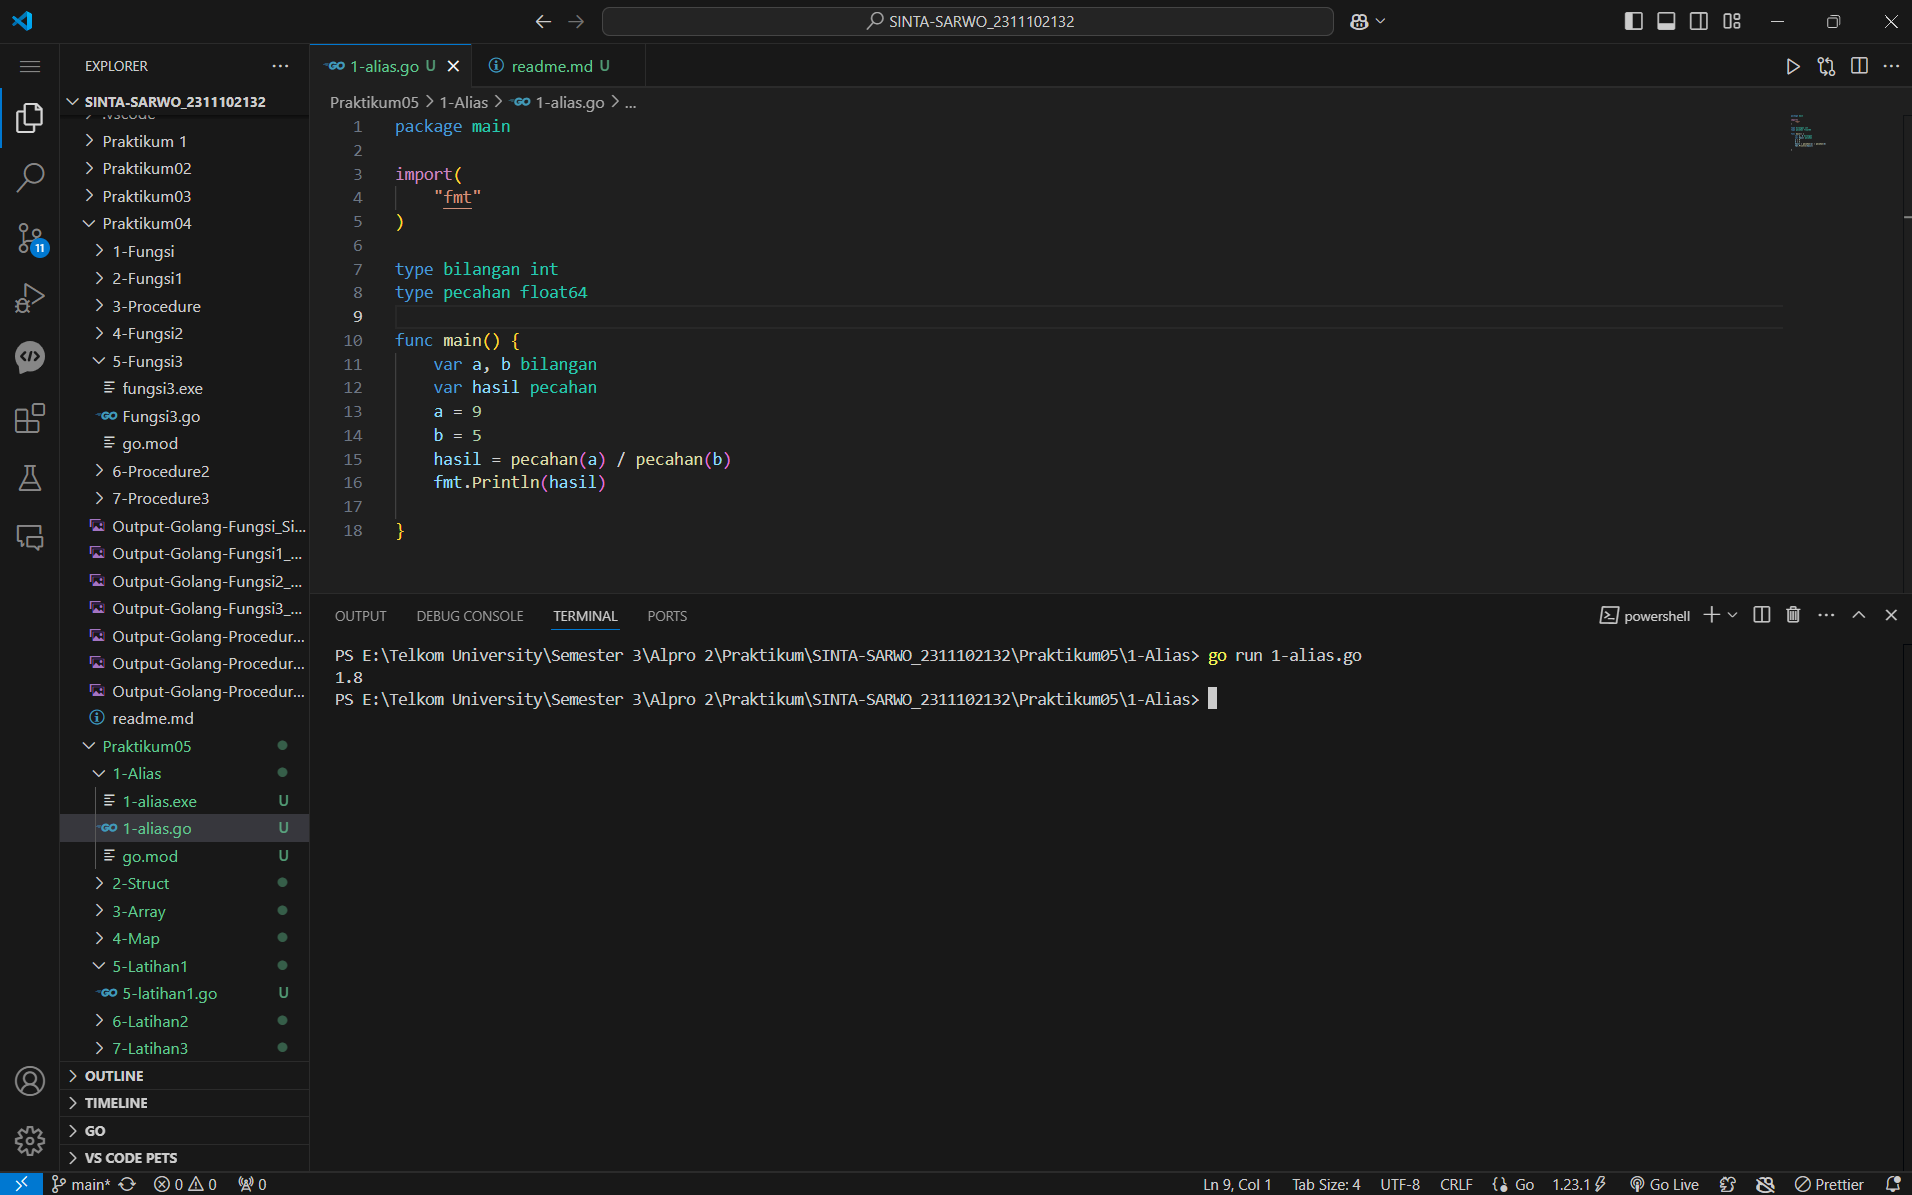 SINTA-SARWO_2311102132
EXPLORER
SINTA-SARWO_2311102132
.vscode
Praktikum 1
Praktikum02
Praktikum03
Praktikum04
1-Fungsi
2-Fungsi1
3-Procedure
4-Fungsi2
5-Fungsi3
fungsi3.exe
GO Fungsi3.go
go.mod
6-Procedure2
7-Procedure3
Output-Golang-Fungsi_Si...
Output-Golang-Fungsi1_...
Output-Golang-Fungsi2_...
Output-Golang-Fungsi3_...
Output-Golang-Procedur...
Output-Golang-Procedur...
Output-Golang-Procedur...
readme.md
Praktikum05
1-Alias
1-alias.exe U
GO 1-alias.go U
go.mod U
2-Struct
3-Array
4-Map
5-Latihan1
GO 5-latihan1.go U
6-Latihan2
7-Latihan3
OUTLINE
TIMELINE
GO
VS CODE PETS
11
GO 1-alias.go U
readme.md U
Praktikum05 > 1-Alias > GO 1-alias.go > ...
1 package main
2
3 import(
4 "fmt"
5 )
6
7 type bilangan int
8 type pecahan float64
9
10 func main() {
11 var a, b bilangan
12 var hasil pecahan
13 a = 9
14 b = 5
15 hasil = pecahan(a) / pecahan(b)
16 fmt.Println(hasil)
17
18 }
OUTPUT DEBUG CONSOLE TERMINAL PORTS
powershell
PS E:\Telkom University\Semester 3\Alpro 2\Praktikum\SINTA-SARWO_2311102132\Praktikum05\1-Alias> go run 1-alias.go
1.8
PS E:\Telkom University\Semester 3\Alpro 2\Praktikum\SINTA-SARWO_2311102132\Praktikum05\1-Alias>
main* 0 0 0 Ln 9, Col 1 Tab Size: 4 UTF-8 CRLF Go 1.23.1 Go Live Prettier